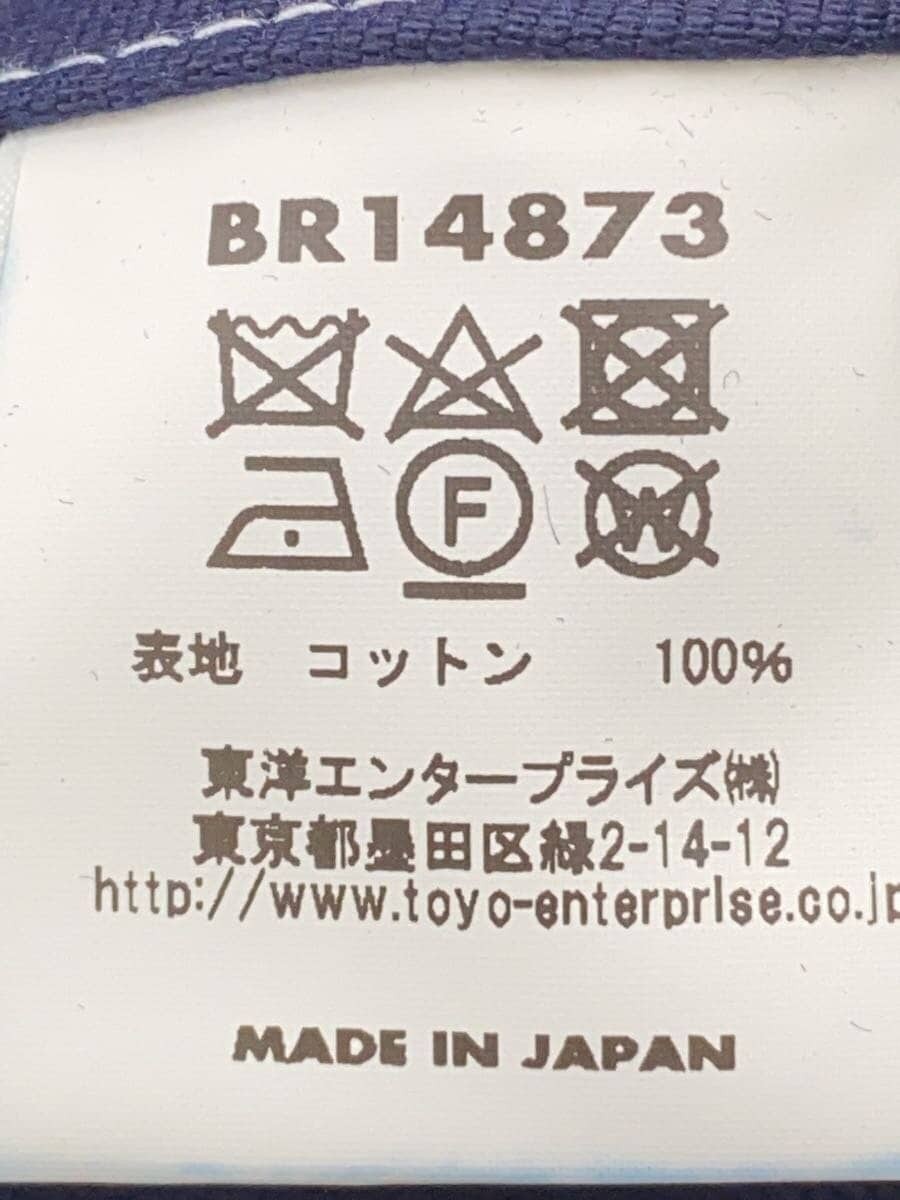 BR14873
F
W
表地 コットン 100%
東洋エンタープライズ㈱
東京都墨田区緑2-14-12
http://www.toyo-enterprise.co.jp
MADE IN JAPAN